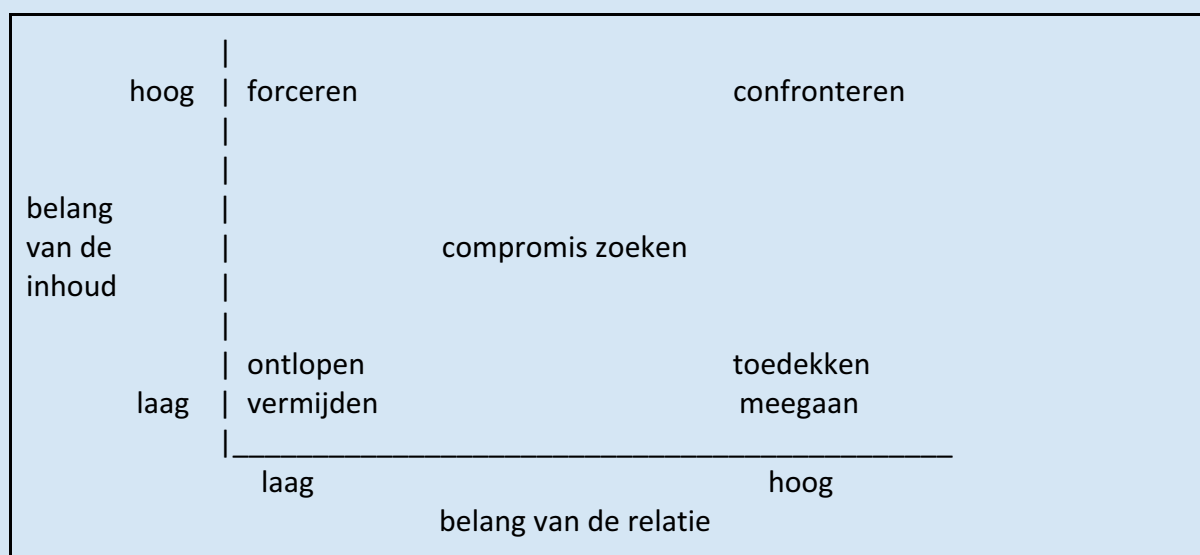 hoog forceren confronteren
belang
van de compromis zoeken
inhoud
ontlopen toedekken
laag vermijden meegaan
laag hoog
belang van de relatie